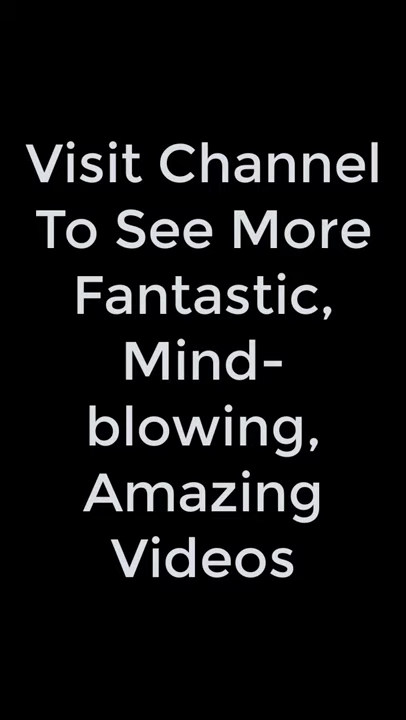 Visit Channel
To See More
Fantastic,
Mind-
blowing,
Amazing
Videos